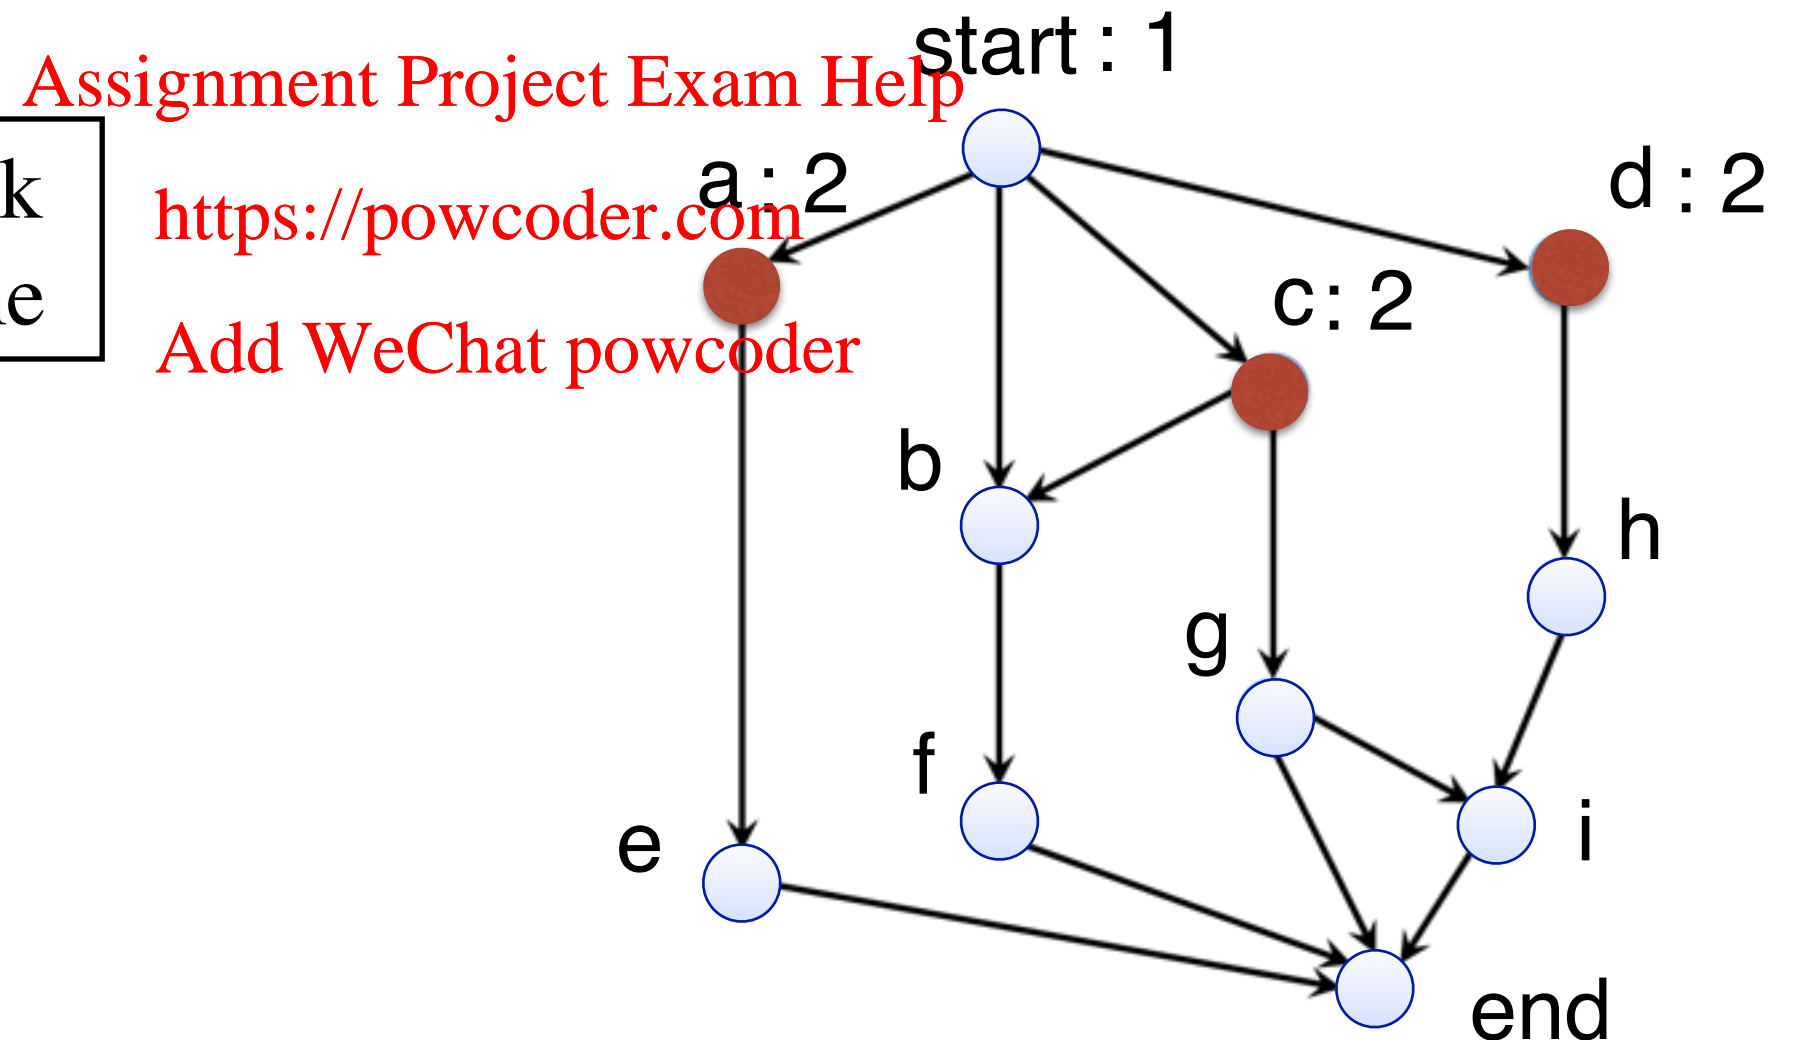 start : 1
Assignment Project Exam Help
k
a : 2
d : 2
https://powcoder.com
c : 2
Add WeChat powcoder
b
h
g
f
e
i
end